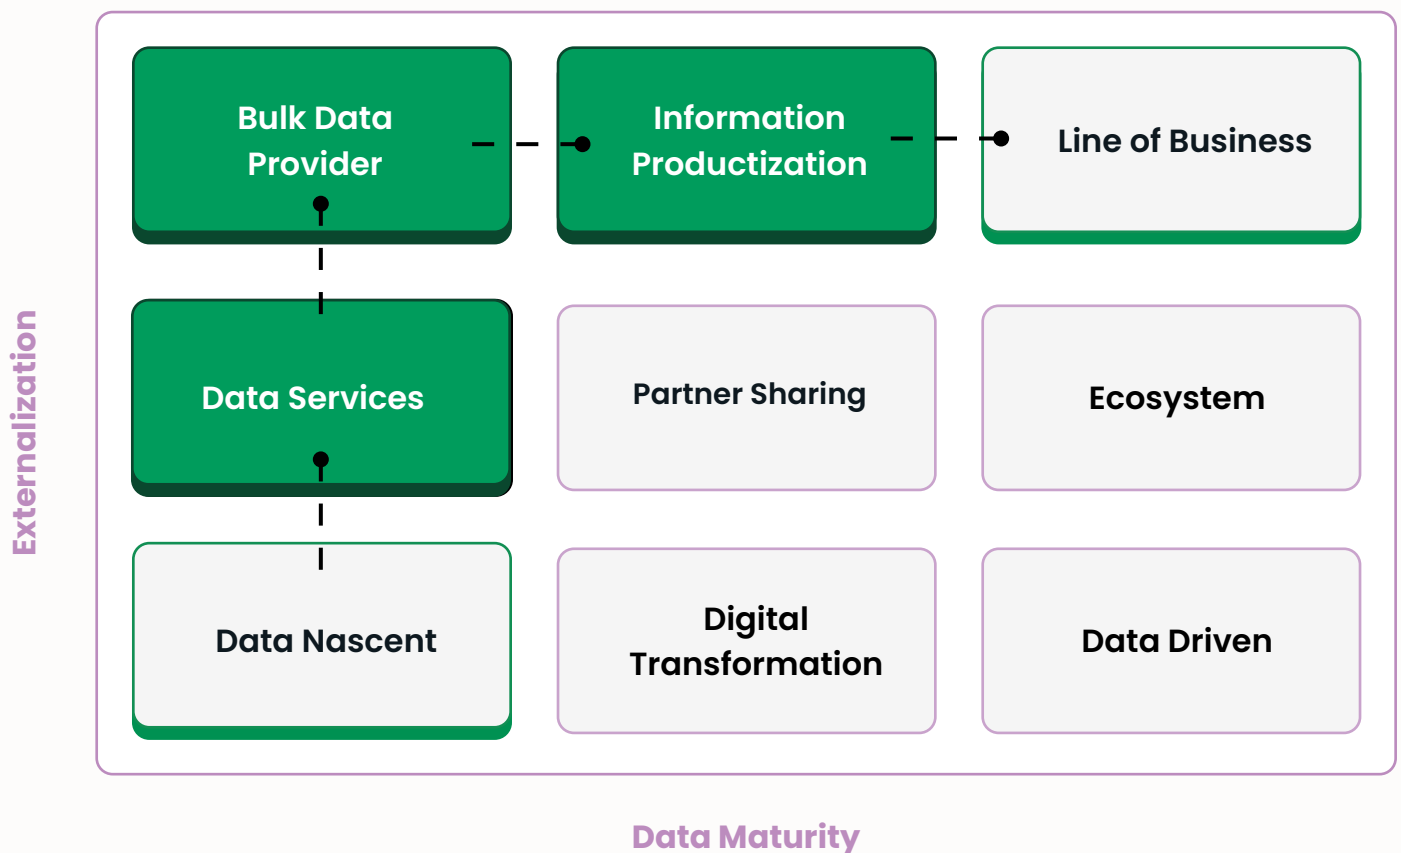 Bulk Data
Provider
Information
Productization
Line of Business
Externalization
Data Services
Partner Sharing
Ecosystem
Data Nascent
Digital
Transformation
Data Driven
Data Maturity